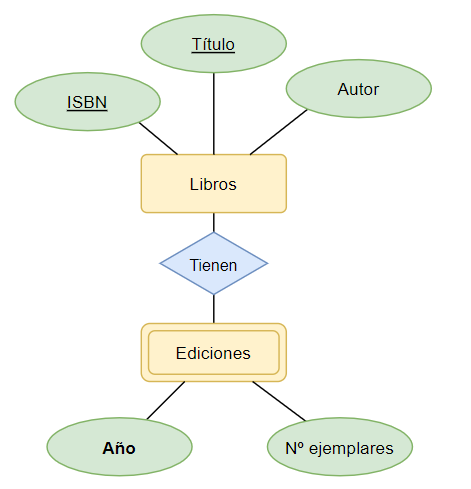 Título
ISBN
Autor
Libros
Tienen
Ediciones
Año
Nº ejemplares